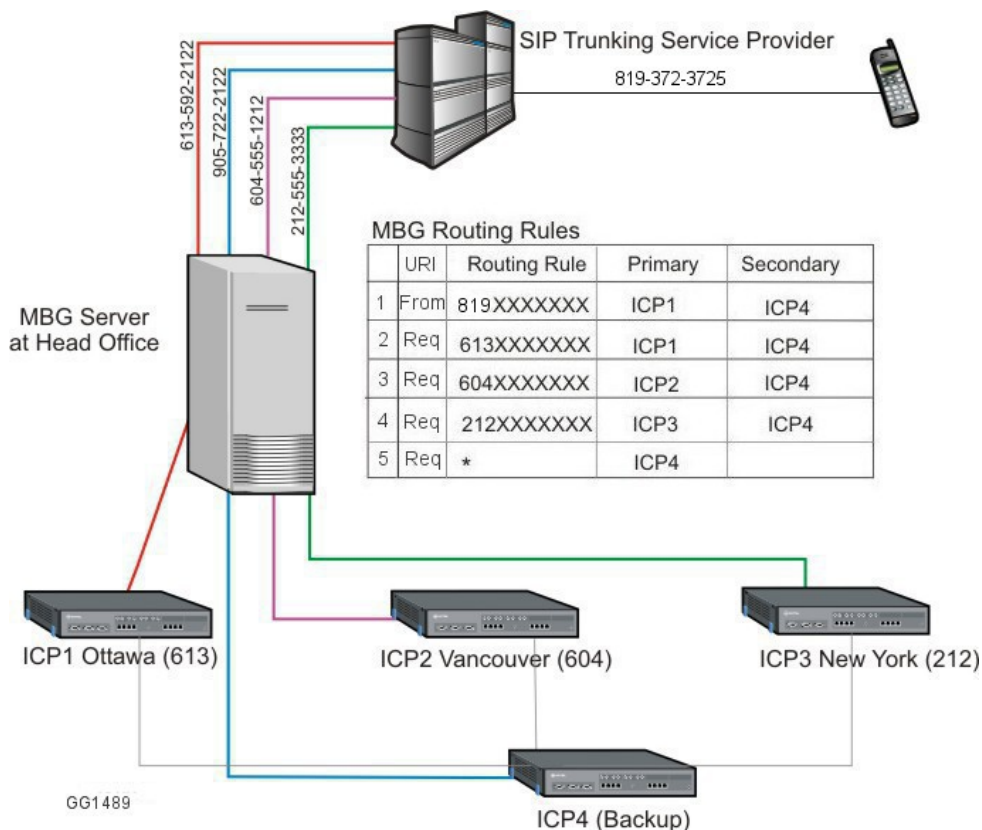 SIP Trunking Service Provider
819-372-3725
613-592-2122
905-722-2122
604-555-1212
212-555-3333
MBG Server
at Head Office
MBG Routing Rules
URI Routing Rule Primary Secondary
1 From 819XXXXXXX ICP1 ICP4
2 Req 613XXXXXXX ICP1 ICP4
3 Req 604XXXXXXX ICP2 ICP4
4 Req 212XXXXXXX ICP3 ICP4
5 Req * ICP4
ICP1 Ottawa (613)
ICP2 Vancouver (604)
ICP3 New York (212)
GG1489
ICP4 (Backup)